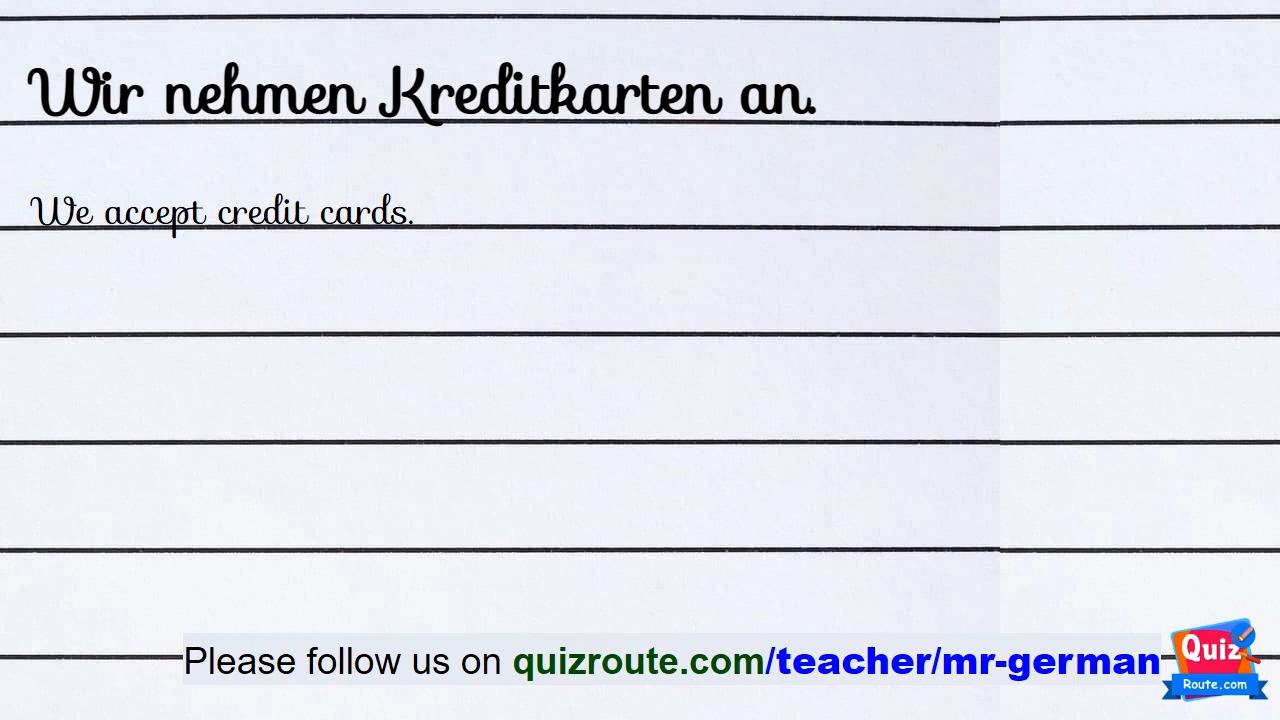 Wir nehmen Kreditkarten an.
We accept credit cards.
Please follow us on quizroute.com/teacher/mr-german
Quiz
Route.com